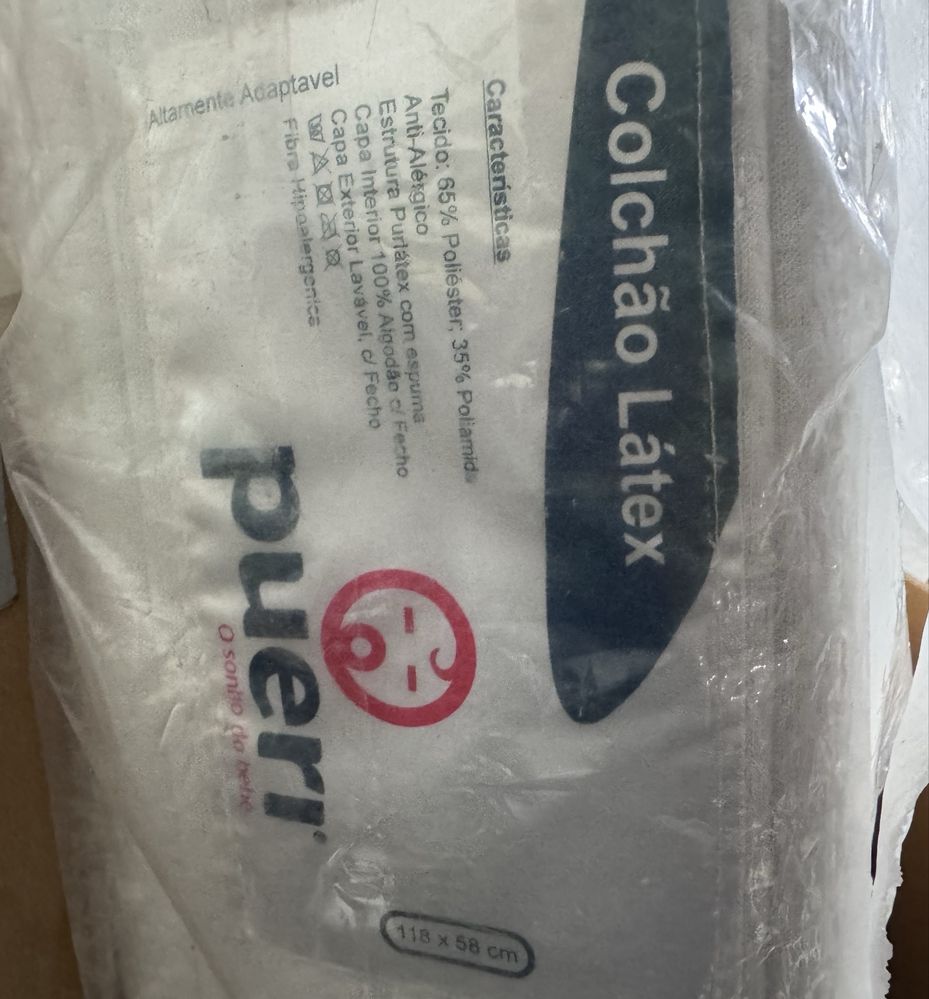 Colchão Látex
Características
Tecido: 65% Poliéster; 35% Poliamida
Anti-Alérgico
Estrutura Purlátex com espuma
Capa Interior 100% Algodão c/ Fecho
Capa Exterior Lavável, c/ Fecho
Fibra Hipoalergenica
Altamente Adaptavel
pueri®
O sonho do bebé
118 x 58 cm